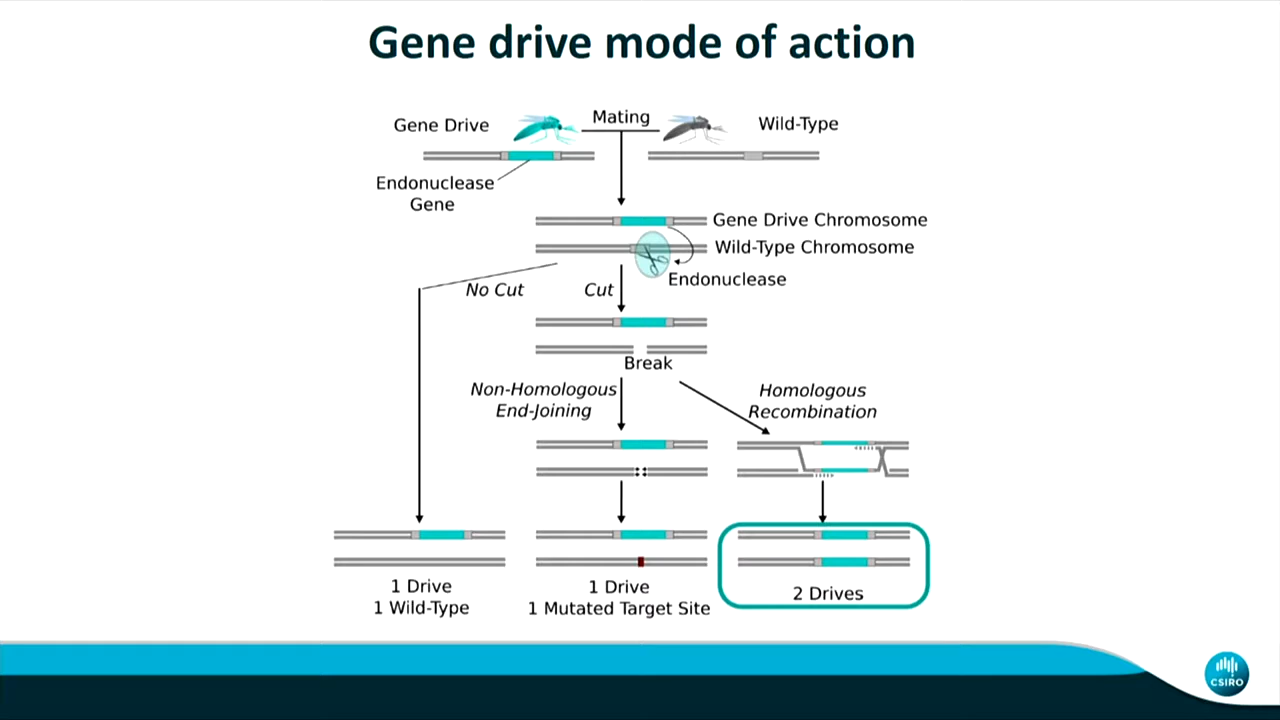 Gene drive mode of action
Gene Drive
Mating
Wild-Type
Endonuclease
Gene
Gene Drive Chromosome
Wild-Type Chromosome
Endonuclease
No Cut
Cut
Break
Non-Homologous
End-Joining
Homologous
Recombination
1 Drive
1 Wild-Type
1 Drive
1 Mutated Target Site
2 Drives
CSIRO